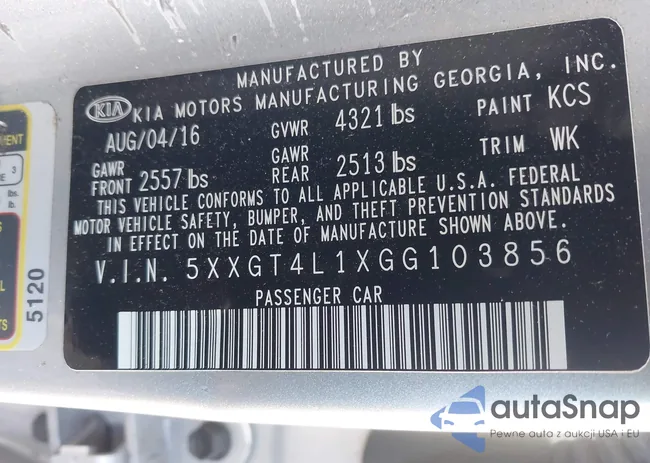 MANUFACTURED BY
KIA KIA MOTORS MANUFACTURING GEORGIA, INC.
AUG/04/16 GVWR 4321 lbs PAINT KCS
GAWR FRONT 2557 lbs GAWR REAR 2513 lbs TRIM WK
THIS VEHICLE CONFORMS TO ALL APPLICABLE U.S.A. FEDERAL
MOTOR VEHICLE SAFETY, BUMPER, AND THEFT PREVENTION STANDARDS
IN EFFECT ON THE DATE OF MANUFACTURE SHOWN ABOVE.
V.I.N. 5XXGT4L1XGG103856
PASSENGER CAR
5120
autaSnap
Pewne auta z aukcji USA i EU